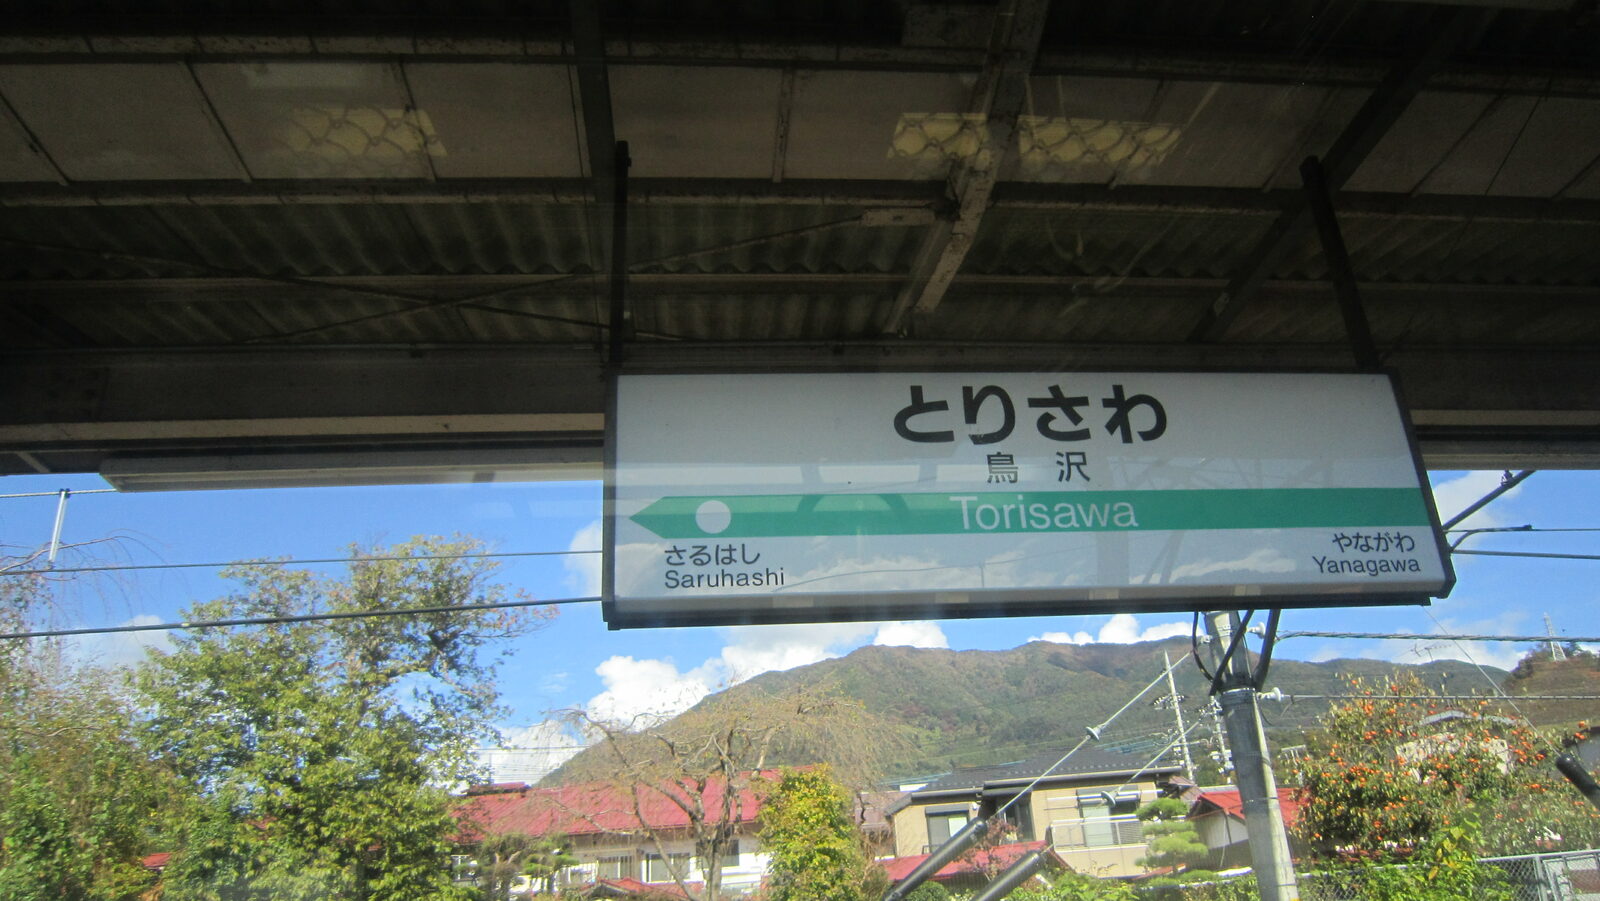 とりさわ
鳥沢
Torisawa
さるはし
Saruhashi
やながわ
Yanagawa